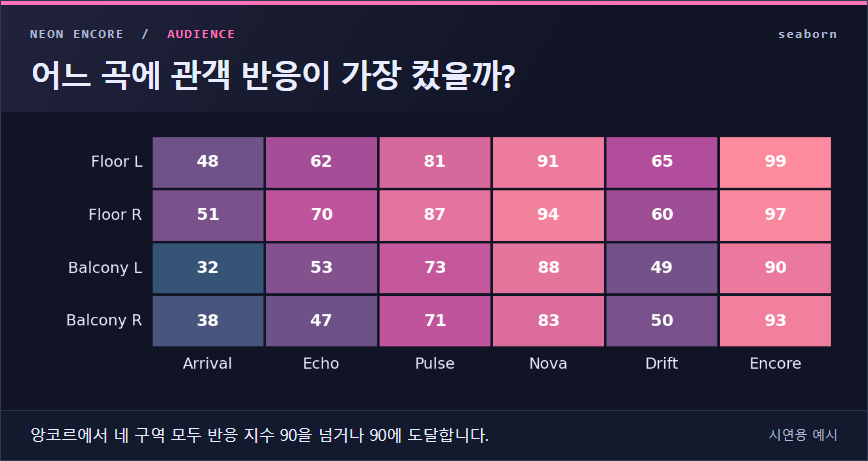 NEON ENCORE / AUDIENCE
seaborn
어느 곡에 관객 반응이 가장 컸을까?
Floor L 48 62 81 91 65 99
Floor R 51 70 87 94 60 97
Balcony L 32 53 73 88 49 90
Balcony R 38 47 71 83 50 93
Arrival Echo Pulse Nova Drift Encore
앙코르에서 네 구역 모두 반응 지수 90을 넘거나 90에 도달합니다.
시연용 예시